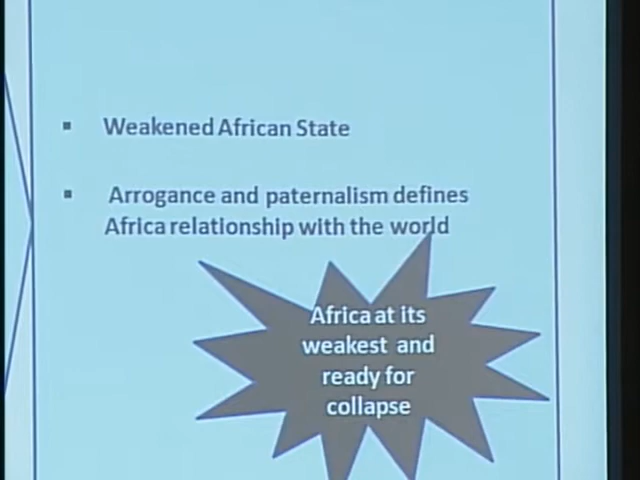 Weakened African State
Arrogance and paternalism defines
Africa relationship with the world
Africa at its
weakest and
ready for
collapse